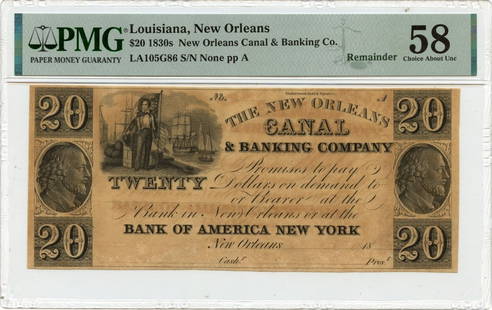 PMG
PAPER MONEY GUARANTY
Louisiana, New Orleans
$20 1830s New Orleans Canal & Banking Co.
LA105G86 S/N None pp A
Remainder
58
Choice About Unc
20
20
No.
A
THE NEW ORLEANS
CANAL
& BANKING COMPANY
Promises to pay
TWENTY Dollars on demand to
or Bearer at the
Bank in New Orleans or at the
BANK OF AMERICA NEW YORK
20
New Orleans 18
20
Cashr. Prest.